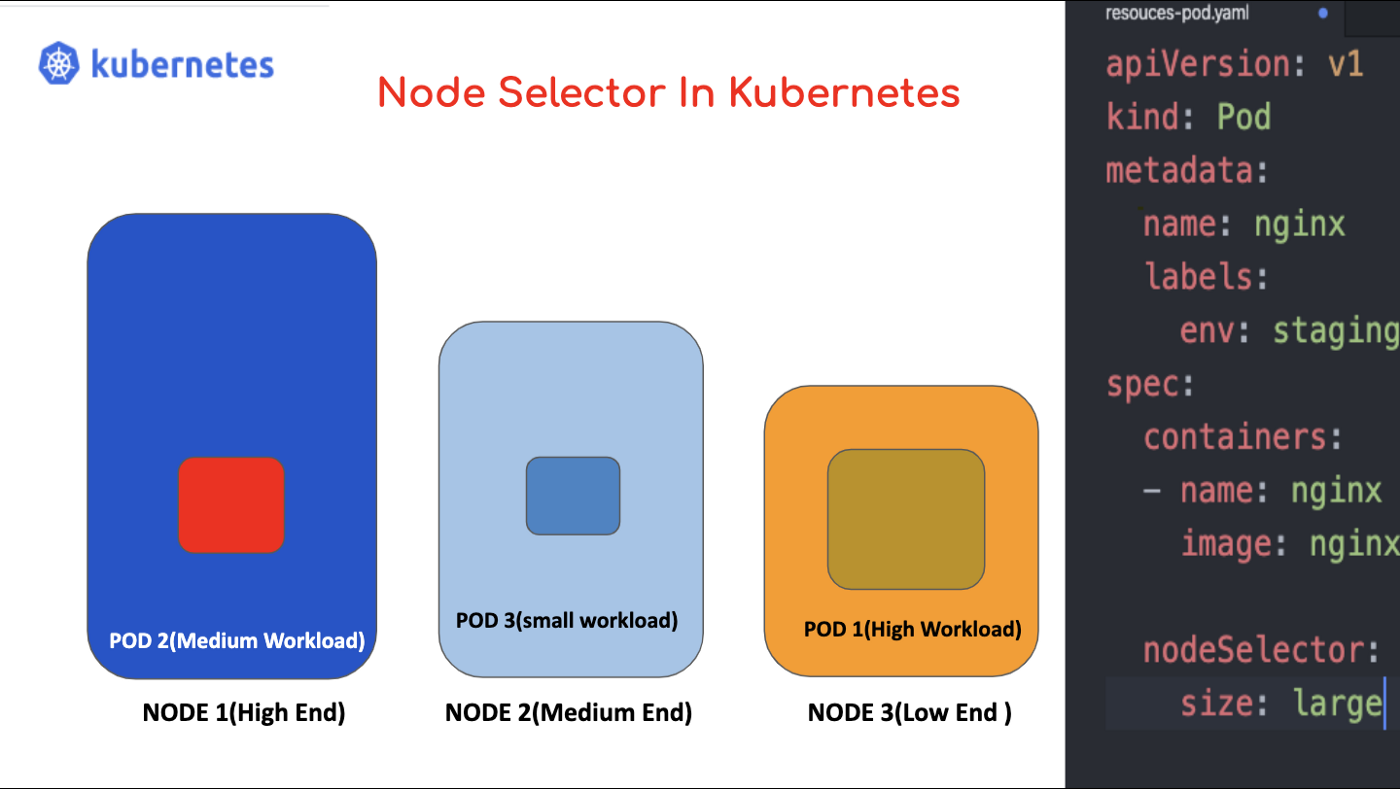 kubernetes
Node Selector In Kubernetes
POD 2(Medium Workload)
NODE 1(High End)
POD 3(small workload)
NODE 2(Medium End)
POD 1(High Workload)
NODE 3(Low End )
resouces-pod.yaml
apiVersion: v1
kind: Pod
metadata:
name: nginx
labels:
env: staging
spec:
containers:
- name: nginx
image: nginx
nodeSelector:
size: large